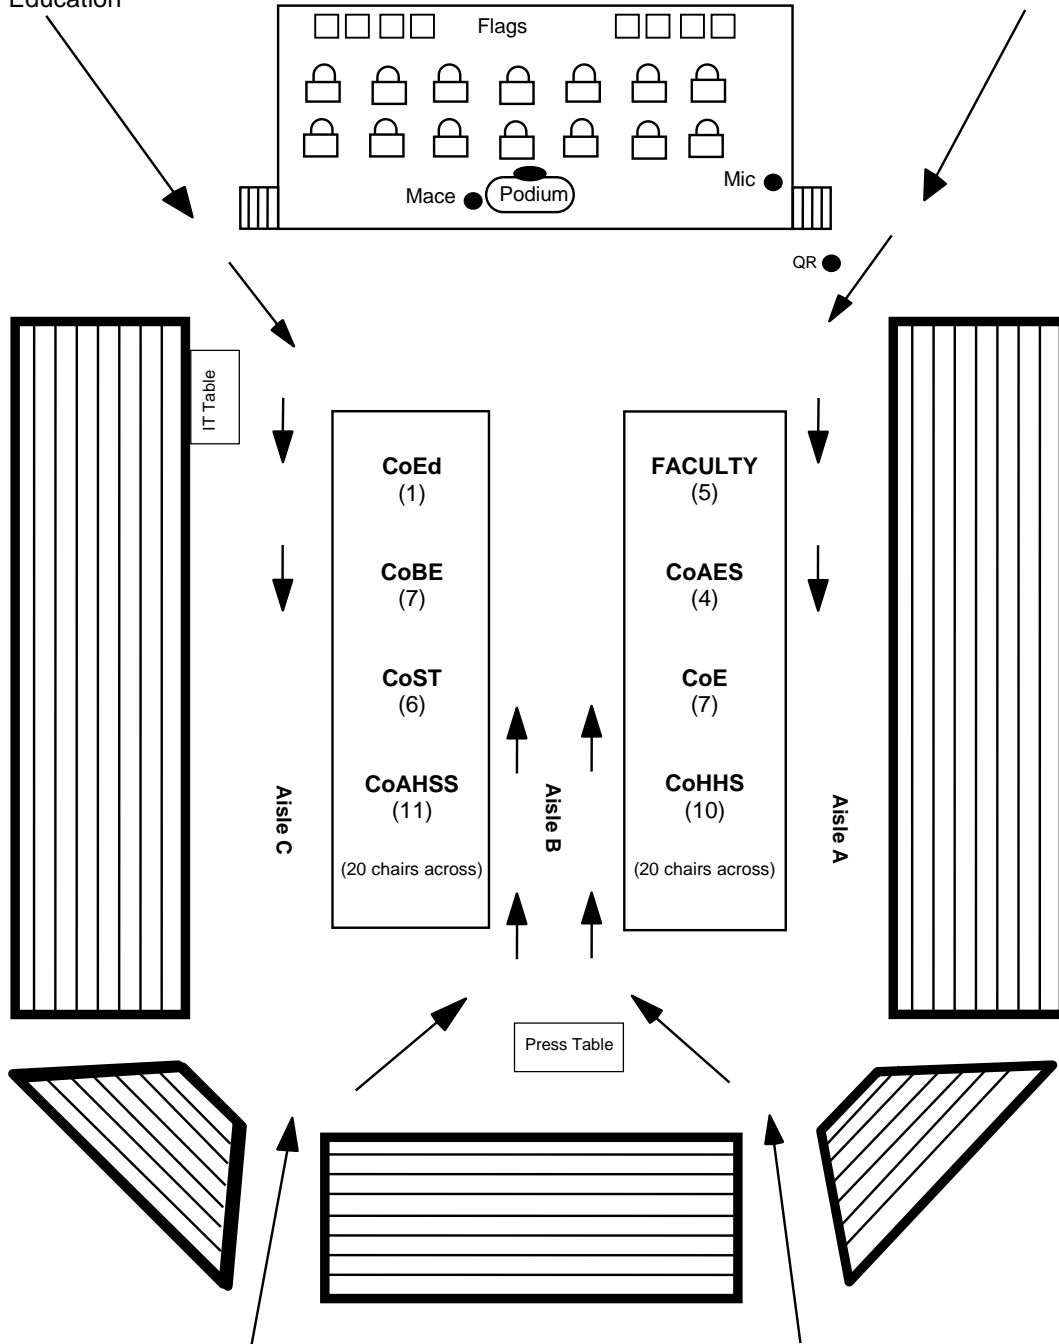 Education
Flags
Mic
Mace
Podium
QR
IT Table
CoEd
(1)
FACULTY
(5)
CoBE
(7)
CoAES
(4)
CoST
(6)
CoE
(7)
CoAHSS
(11)
CoHHS
(10)
Aisle C
Aisle B
Aisle A
(20 chairs across)
(20 chairs across)
Press Table